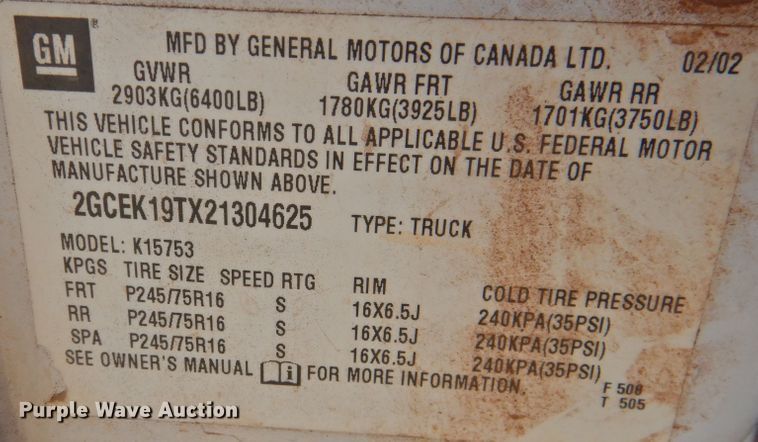 GM®
MFD BY GENERAL MOTORS OF CANADA LTD. 02/02
GVWR GAWR FRT GAWR RR
2903KG(6400LB) 1780KG(3925LB) 1701KG(3750LB)
THIS VEHICLE CONFORMS TO ALL APPLICABLE U.S. FEDERAL MOTOR
VEHICLE SAFETY STANDARDS IN EFFECT ON THE DATE OF
MANUFACTURE SHOWN ABOVE.
2GCEK19TX21304625 TYPE: TRUCK
MODEL: K15753
KPGS TIRE SIZE SPEED RTG RIM COLD TIRE PRESSURE
FRT P245/75R16 S 16X6.5J 240KPA(35PSI)
RR P245/75R16 S 16X6.5J 240KPA(35PSI)
SPA P245/75R16 S 16X6.5J 240KPA(35PSI)
SEE OWNER'S MANUAL i FOR MORE INFORMATION.
F 508
T 505
Purple Wave Auction